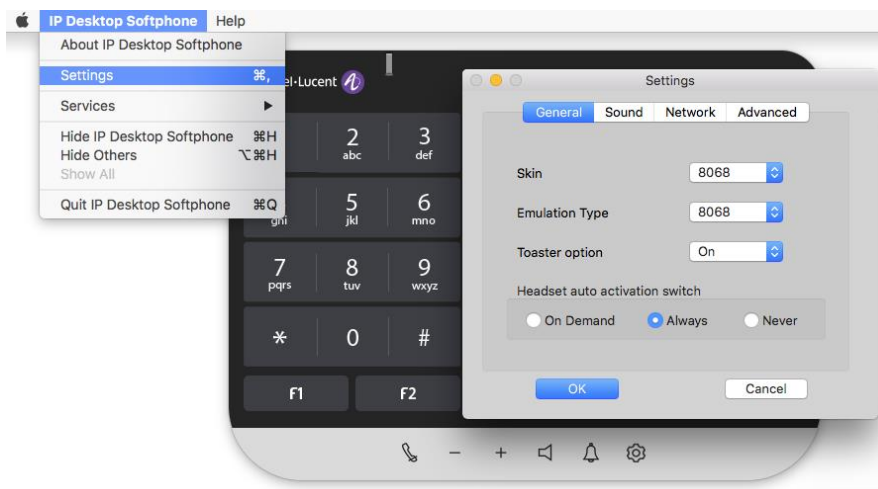 IP Desktop Softphone Help
About IP Desktop Softphone
Settings ⌘,
Services
Hide IP Desktop Softphone ⌘H
Hide Others ⌥⌘H
Show All
Quit IP Desktop Softphone ⌘Q
el·Lucent
2 3
abc def
5 6
ghi jkl mno
7 8 9
pqrs tuv wxyz
* 0 #
F1 F2
Settings
General Sound Network Advanced
Skin 8068
Emulation Type 8068
Toaster option On
Headset auto activation switch
On Demand Always Never
OK Cancel